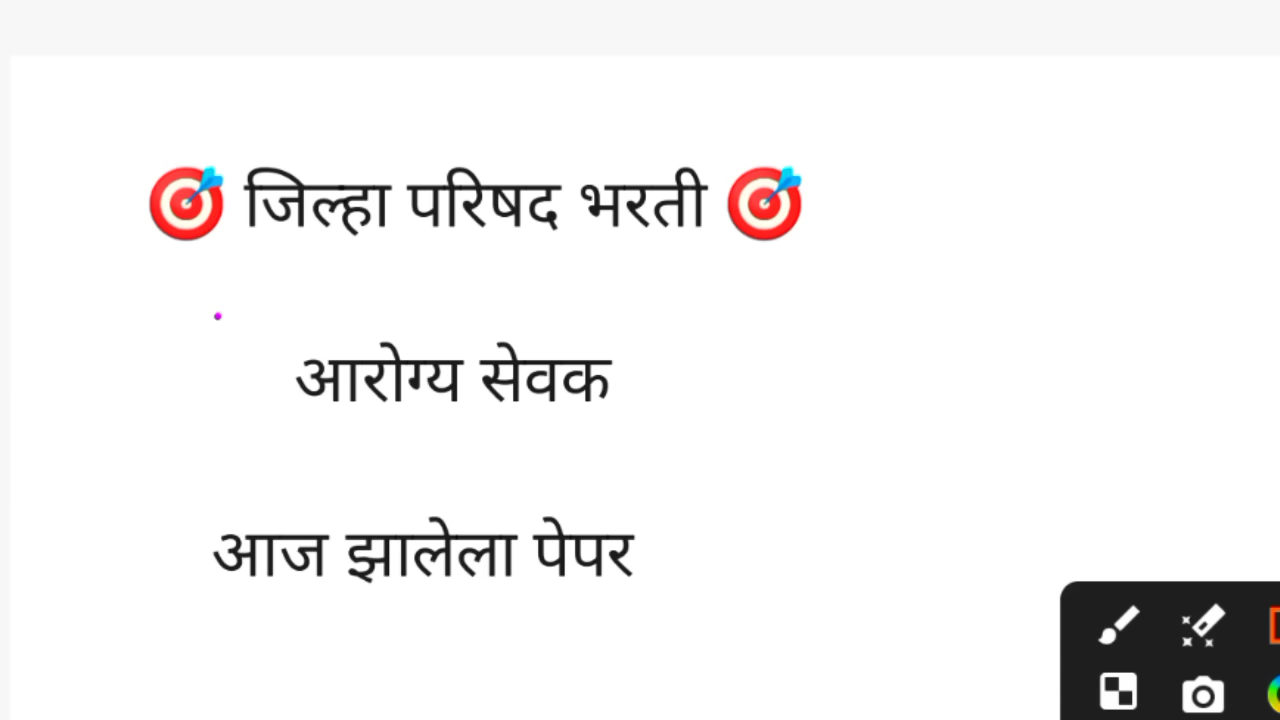 🎯 जिल्हा परिषद भरती 🎯
आरोग्य सेवक
आज झालेला पेपर